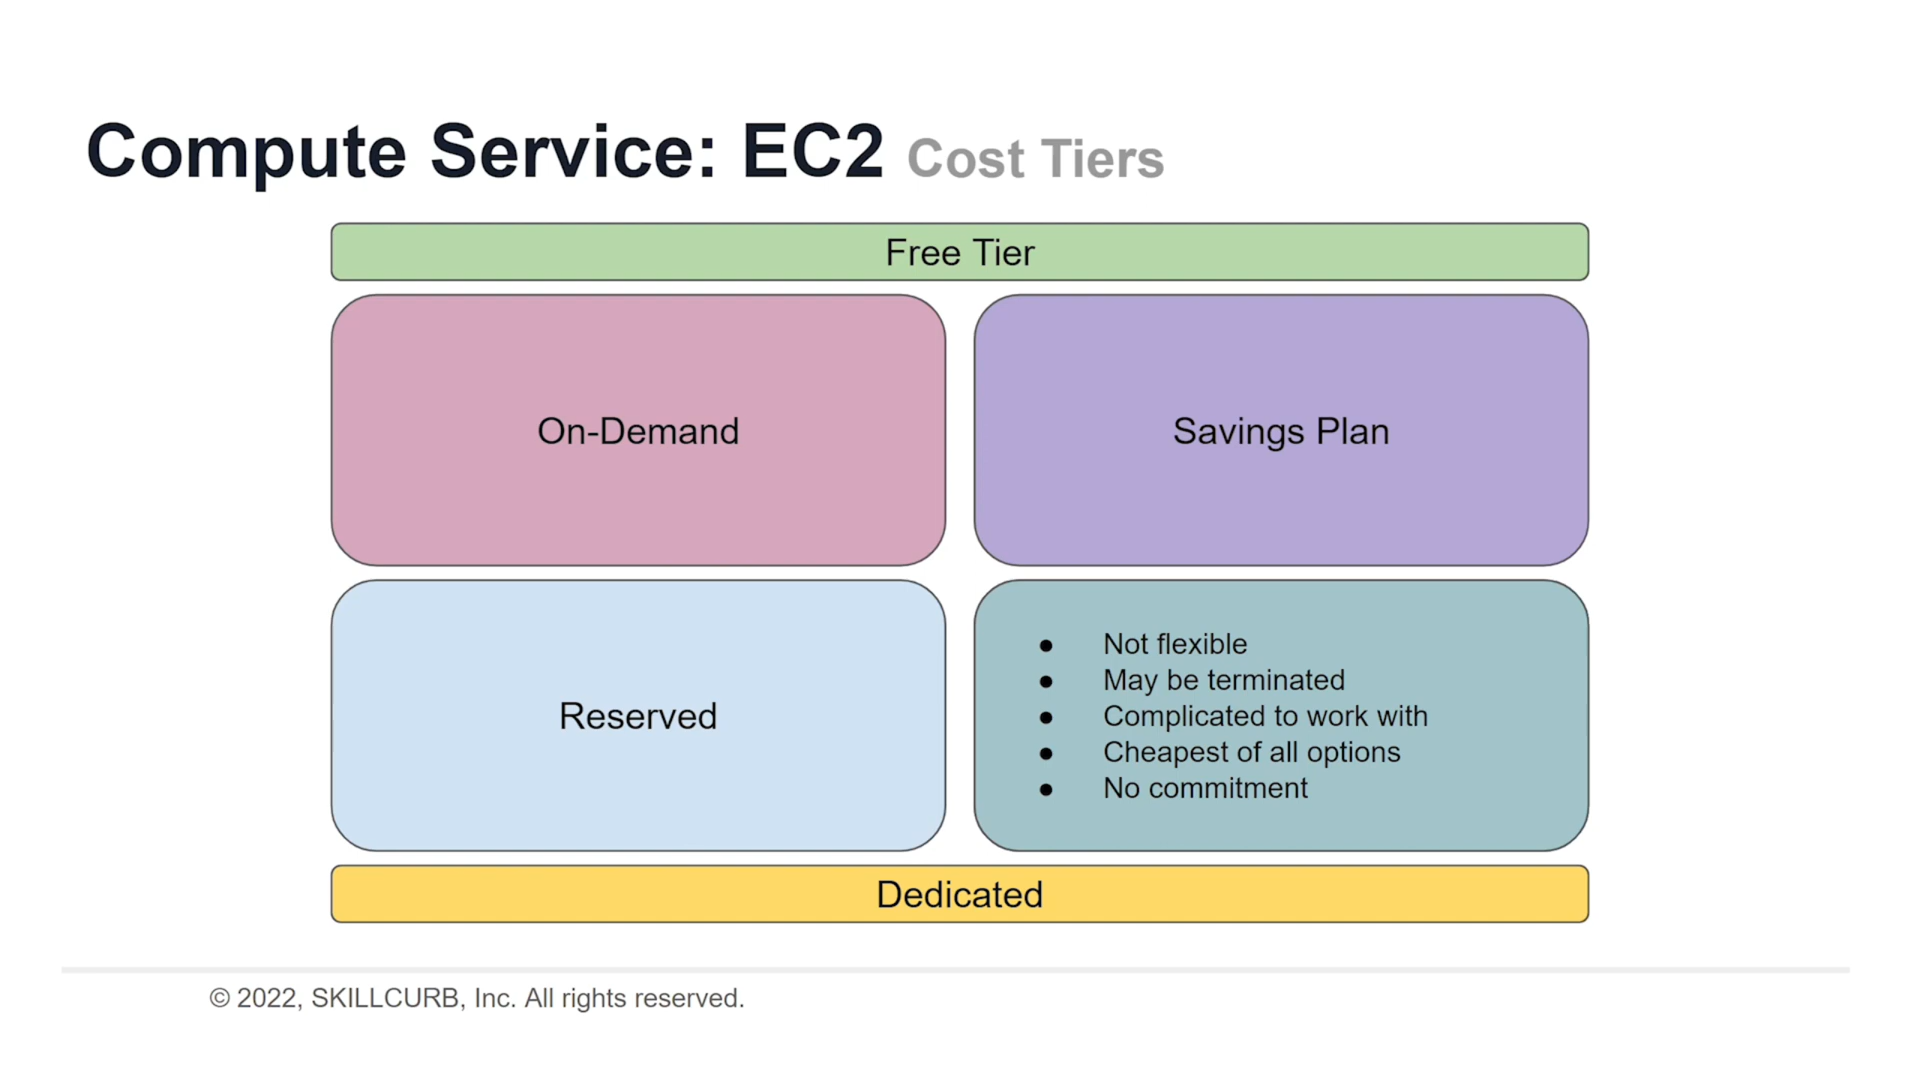 Compute Service: EC2 Cost Tiers
Free Tier
On-Demand
Savings Plan
Reserved
● Not flexible
● May be terminated
● Complicated to work with
● Cheapest of all options
● No commitment
Dedicated
© 2022, SKILLCURB, Inc. All rights reserved.